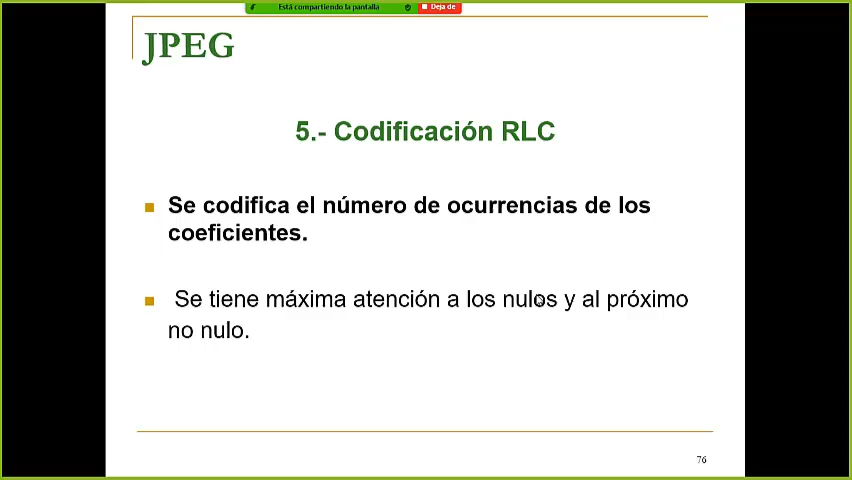 Está compartiendo la pantalla
Deja de
JPEG
5.- Codificación RLC
Se codifica el número de ocurrencias de los
coeficientes.
Se tiene máxima atención a los nulos y al próximo
no nulo.
76